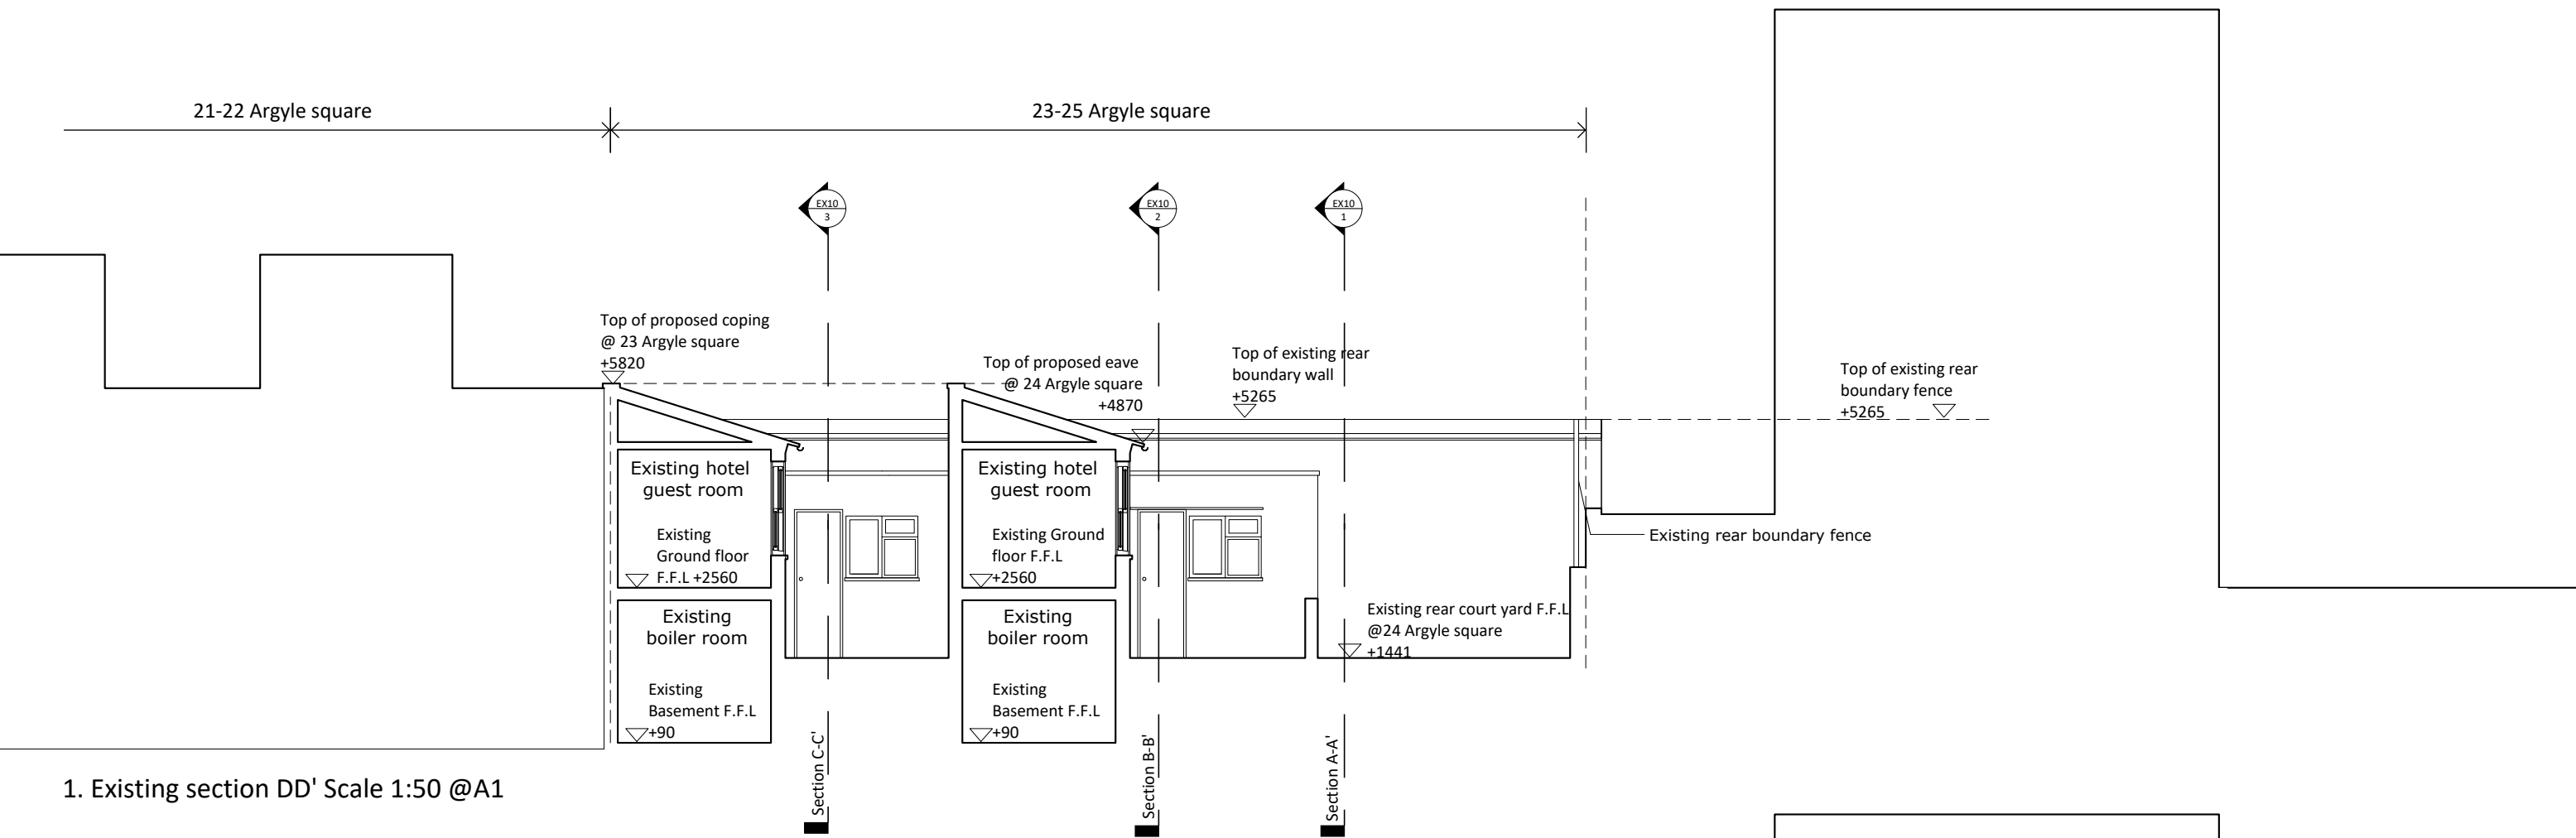 21-22 Argyle square
23-25 Argyle square
EX10
3
EX10
2
EX10
1
Top of proposed coping
@ 23 Argyle square
+5820
Top of proposed eave
@ 24 Argyle square
+4870
Top of existing rear
boundary wall
+5265
Top of existing rear
boundary fence
+5265
Existing hotel
guest room
Existing
Ground floor
F.F.L +2560
Existing hotel
guest room
Existing Ground
floor F.F.L
+2560
Existing rear boundary fence
Existing
boiler room
Existing
Basement F.F.L
+90
Existing
boiler room
Existing
Basement F.F.L
+90
Existing rear court yard F.F.L
@24 Argyle square
+1441
Section C-C'
Section B-B'
Section A-A'
1. Existing section DD' Scale 1:50 @A1